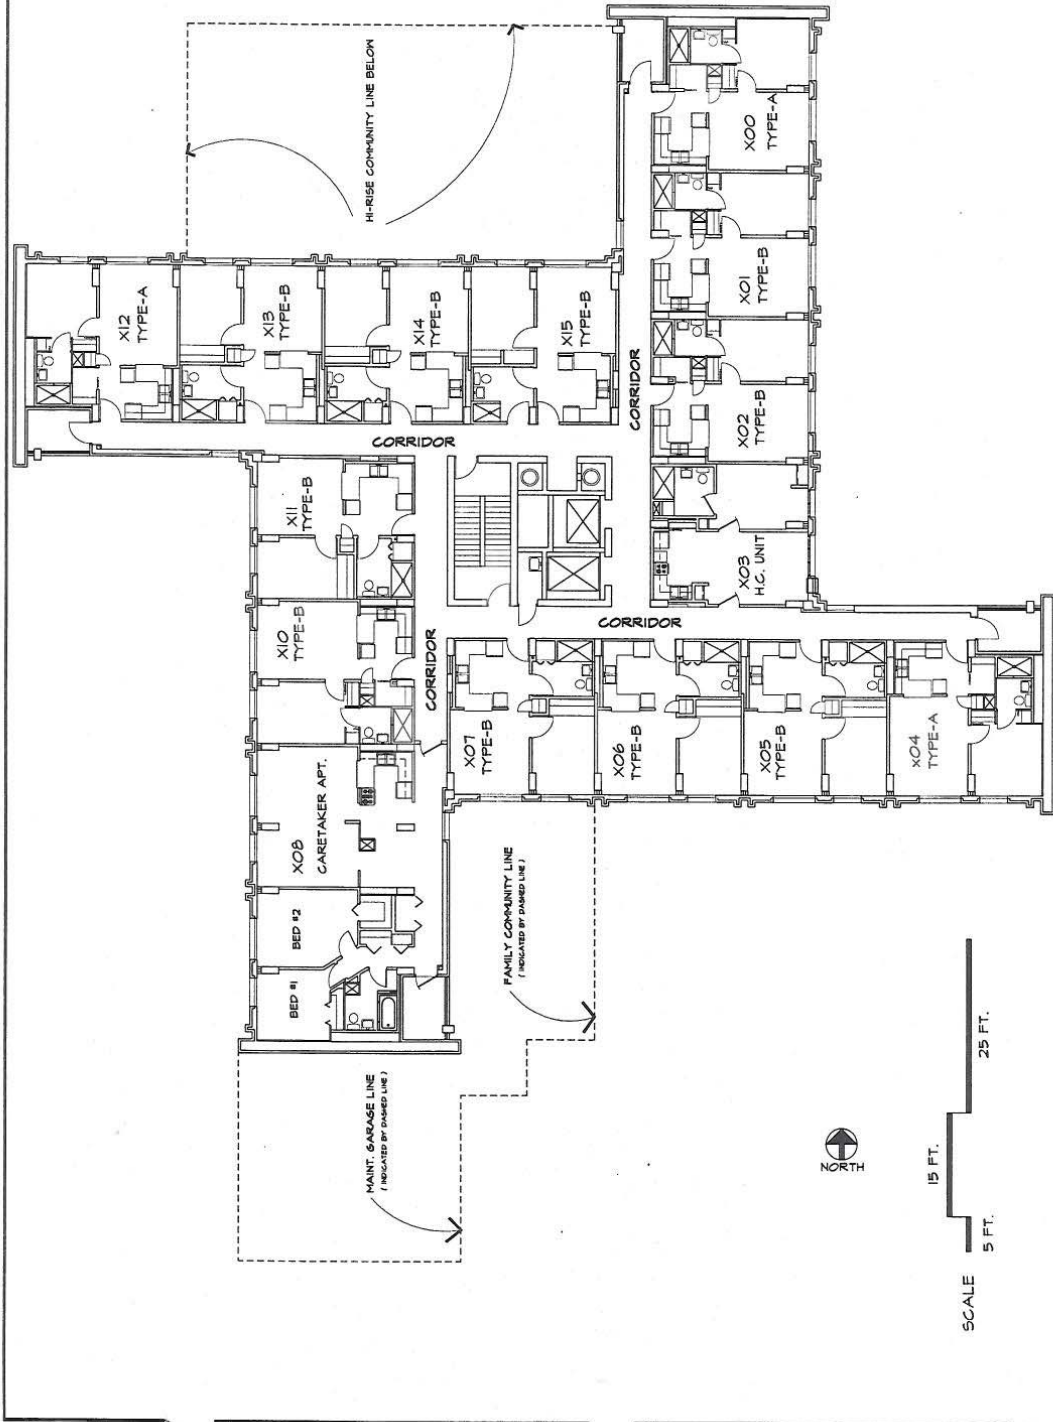 HI-RISE COMMUNITY LINE BELOW
X00
TYPE-A
X01
TYPE-B
X02
TYPE-B
X03
H.C. UNIT
X12
TYPE-A
X13
TYPE-B
X14
TYPE-B
X15
TYPE-B
CORRIDOR
CORRIDOR
X11
TYPE-B
X10
TYPE-B
CORRIDOR
CORRIDOR
X08
CARETAKER APT.
BED #2
BED #1
X07
TYPE-B
X06
TYPE-B
X05
TYPE-B
X04
TYPE-A
FAMILY COMMUNITY LINE
( INDICATED BY DASHED LINE )
MAINT. GARAGE LINE
( INDICATED BY DASHED LINE )
NORTH
SCALE
5 FT.
15 FT.
25 FT.